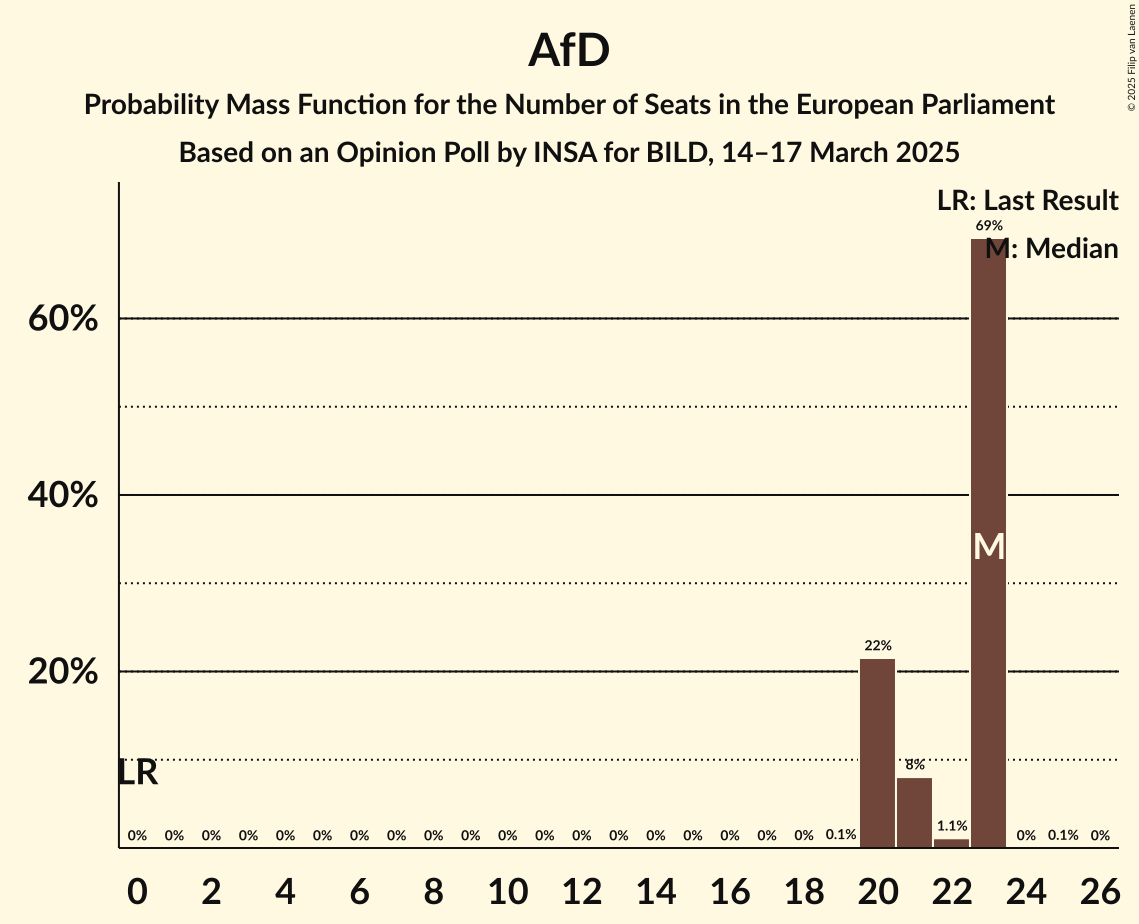 AfD
Probability Mass Function for the Number of Seats in the European Parliament
Based on an Opinion Poll by INSA for BILD, 14–17 March 2025
© 2025 Filip van Laenen
LR: Last Result
M: Median
69%
60%
40%
M
20%
22%
8%
LR
0% 0% 0% 0% 0% 0% 0% 0% 0% 0% 0% 0% 0% 0% 0% 0% 0% 0% 0% 0.1% 1.1% 0% 0.1% 0%
0 2 4 6 8 10 12 14 16 18 20 22 24 26